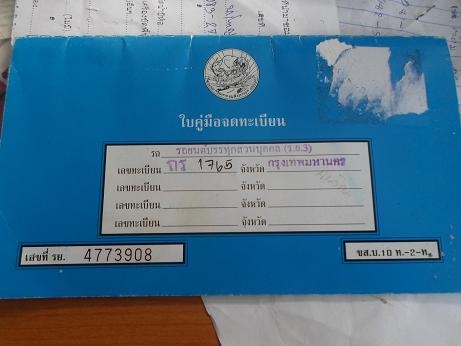 ใบคู่มือจดทะเบียน
รถ รถยนต์บรรทุกส่วนบุคคล (ร.ย.3)
เลขทะเบียน ถร 1765 จังหวัด กรุงเทพมหานคร
เลขทะเบียน จังหวัด
เลขทะเบียน จังหวัด
เลขทะเบียน จังหวัด
เลขที่ รย. 4773908
ขส.บ.10 ท.-2-ท.